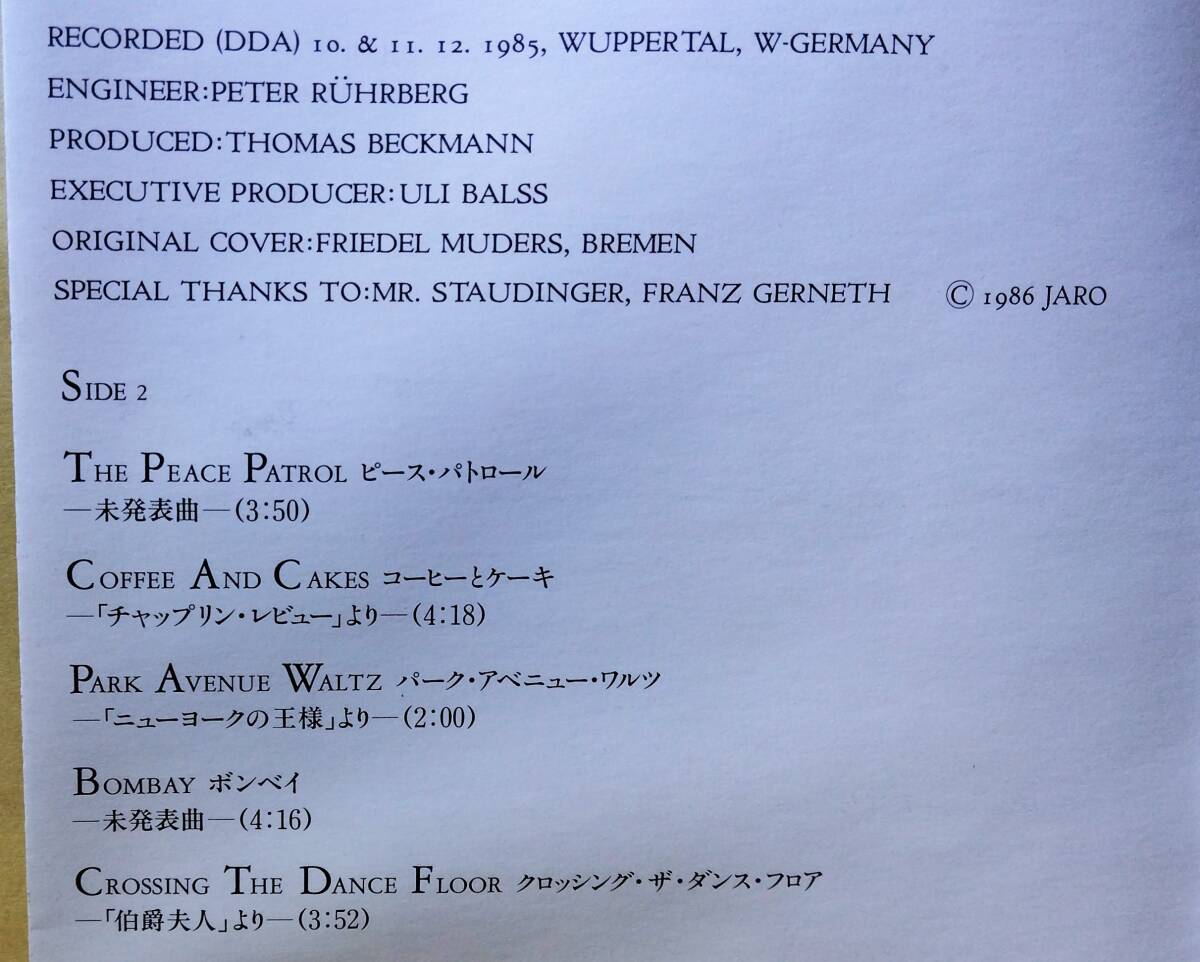 RECORDED (DDA) 10. & 11. 12. 1985, WUPPERTAL, W-GERMANY
ENGINEER:PETER RÜHRBERG
PRODUCED:THOMAS BECKMANN
EXECUTIVE PRODUCER:ULI BALSS
ORIGINAL COVER:FRIEDEL MUDERS, BREMEN
SPECIAL THANKS TO:MR. STAUDINGER, FRANZ GERNETH © 1986 JARO
SIDE 2
THE PEACE PATROL ピース・パトロール
—未発表曲—(3:50)
COFFEE AND CAKES コーヒーとケーキ
—「チャップリン・レビュー」より—(4:18)
PARK AVENUE WALTZ パーク・アベニュー・ワルツ
—「ニューヨークの王様」より—(2:00)
BOMBAY ボンベイ
—未発表曲—(4:16)
CROSSING THE DANCE FLOOR クロッシング・ザ・ダンス・フロア
—「伯爵夫人」より—(3:52)